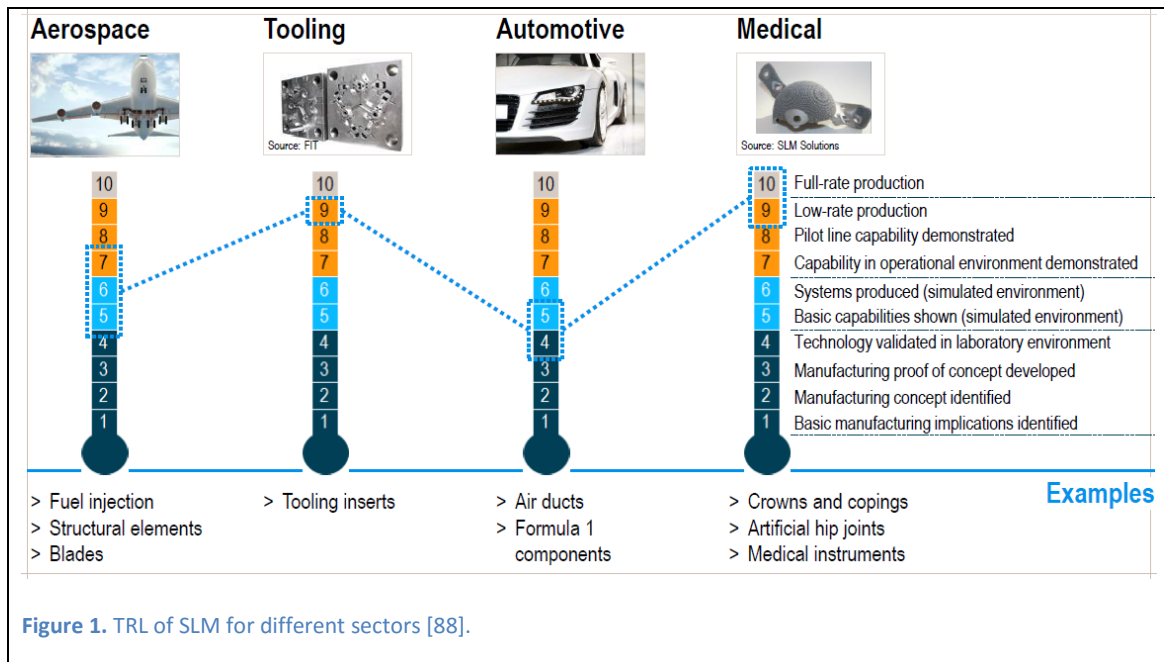 Aerospace
Tooling
Automotive
Medical
Source: FIT
Source: SLM Solutions
10 10 10 10 Full-rate production
9 9 9 9 Low-rate production
8 8 8 8 Pilot line capability demonstrated
7 7 7 7 Capability in operational environment demonstrated
6 6 6 6 Systems produced (simulated environment)
5 5 5 5 Basic capabilities shown (simulated environment)
4 4 4 4 Technology validated in laboratory environment
3 3 3 3 Manufacturing proof of concept developed
2 2 2 2 Manufacturing concept identified
1 1 1 1 Basic manufacturing implications identified
Examples
> Fuel injection
> Structural elements
> Blades
> Tooling inserts
> Air ducts
> Formula 1
components
> Crowns and copings
> Artificial hip joints
> Medical instruments
Figure 1. TRL of SLM for different sectors [88].